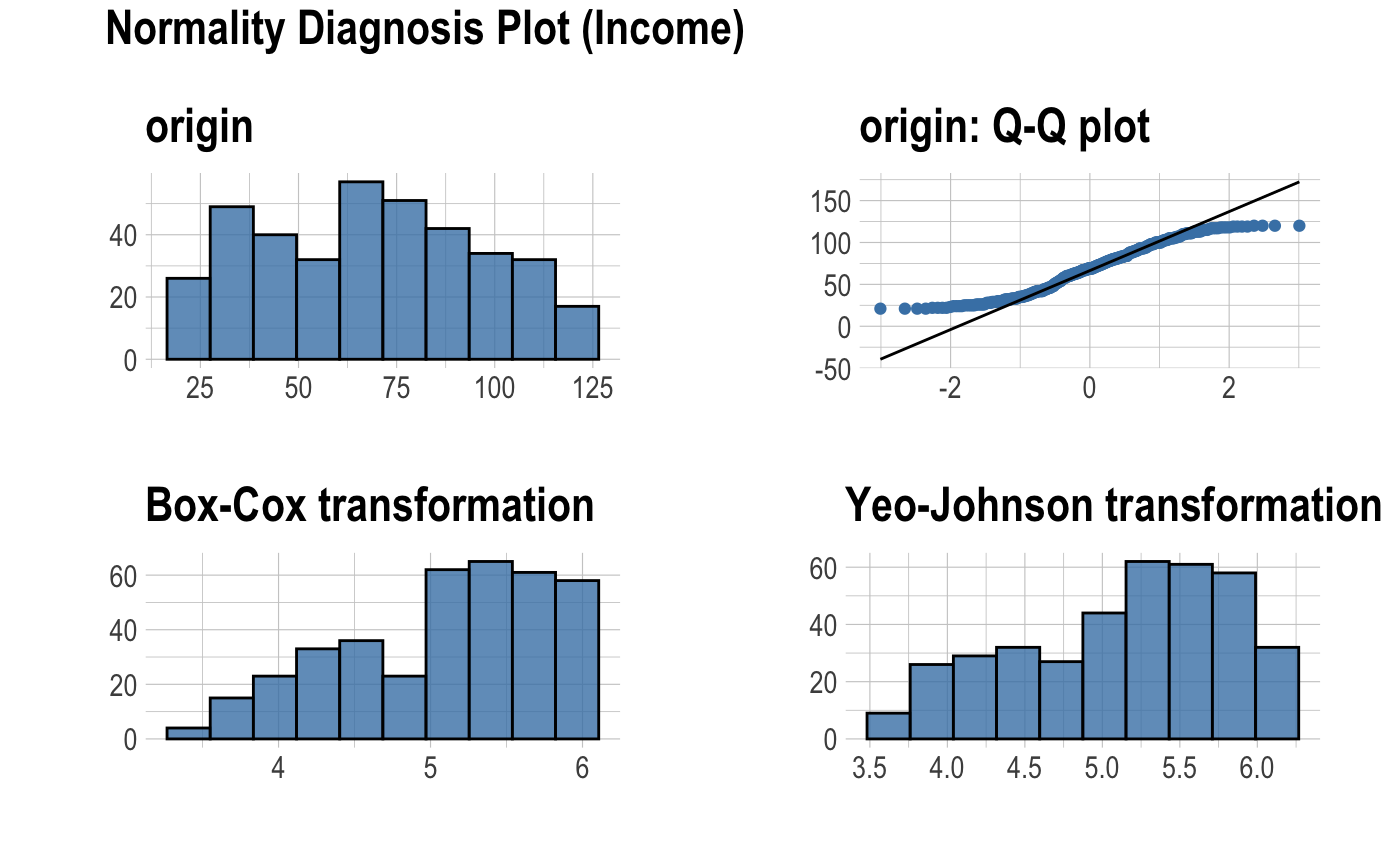 Normality Diagnosis Plot (Income)
origin
40
20
0
25 50 75 100 125
origin: Q-Q plot
150
100
50
0
-50
-2 0 2
Box-Cox transformation
60
40
20
0
4 5 6
Yeo-Johnson transformation
60
40
20
0
3.5 4.0 4.5 5.0 5.5 6.0